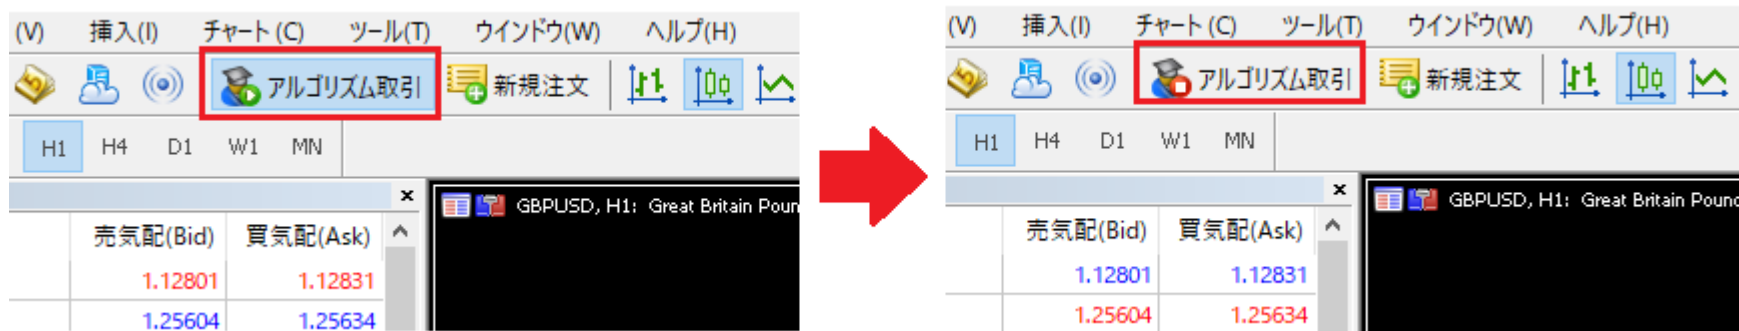 (V) 挿入(I) チャート (C) ツール(T) ウインドウ(W) ヘルプ(H)
アルゴリズム取引 新規注文
H1 H4 D1 W1 MN
GBPUSD, H1: Great Britain Poun
売気配(Bid) 買気配(Ask)
1.12801 1.12831
1.25604 1.25634
(V) 挿入(I) チャート (C) ツール(T) ウインドウ(W) ヘルプ(H)
アルゴリズム取引 新規注文
H1 H4 D1 W1 MN
GBPUSD, H1: Great Britain Pound
売気配(Bid) 買気配(Ask)
1.12801 1.12831
1.25604 1.25634